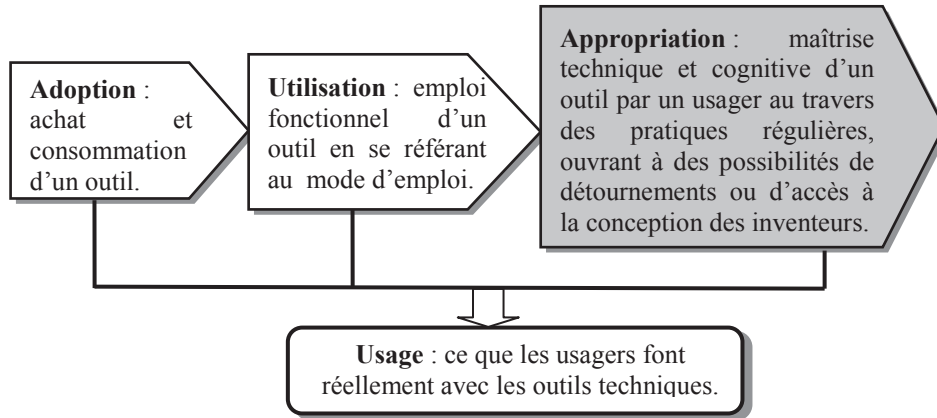 Adoption :
achat et
consommation
d’un outil.
Utilisation : emploi
fonctionnel d’un
outil en se référant
au mode d’emploi.
Appropriation : maîtrise
technique et cognitive d’un
outil par un usager au travers
des pratiques régulières,
ouvrant à des possibilités de
détournements ou d’accès à
la conception des inventeurs.
Usage : ce que les usagers font
réellement avec les outils techniques.